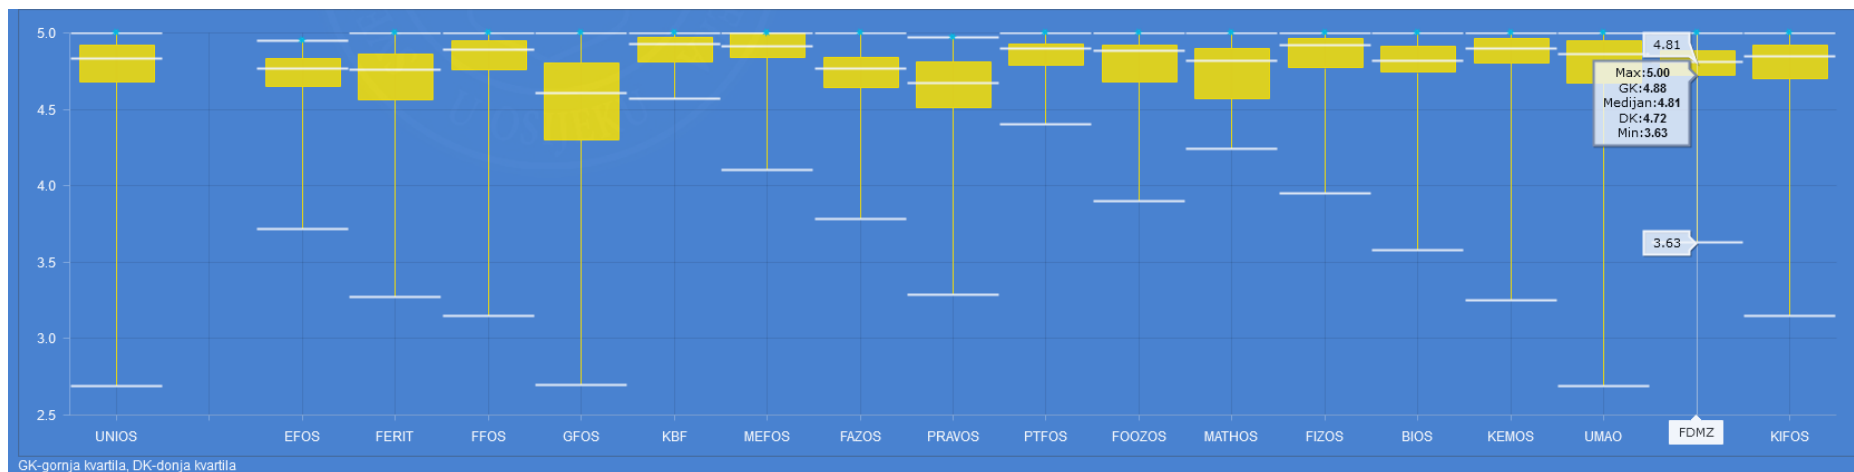 5.0
4.5
4.0
3.5
3.0
2.5
4.81
Max:5.00
GK:4.88
Medijan:4.81
DK:4.72
Min:3.63
3.63
UNIOS EFOS FERIT FFOS GFOS KBF MEFOS FAZOS PRAVOS PTFOS FOOZOS MATHOS FIZOS BIOS KEMOS UMAO FDMZ KIFOS
GK-gornja kvartila, DK-donja kvartila